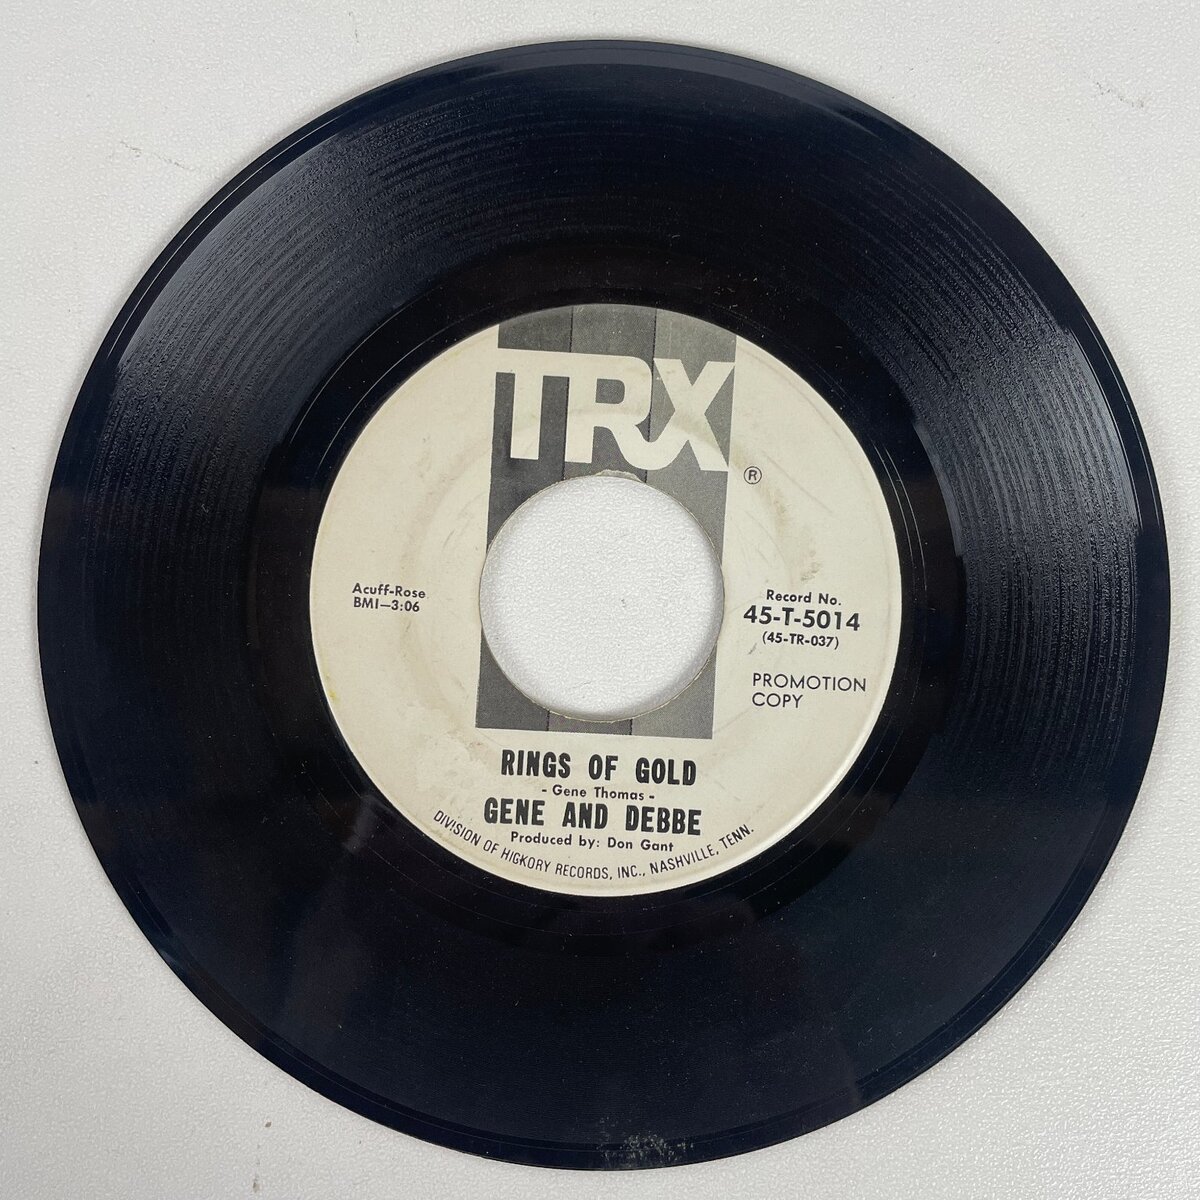 TRX
®
Acuff-Rose
BMI—3:06
Record No.
45-T-5014
(45-TR-037)
PROMOTION
COPY
RINGS OF GOLD
- Gene Thomas -
GENE AND DEBBE
Produced by: Don Gant
DIVISION OF HICKORY RECORDS, INC., NASHVILLE, TENN.